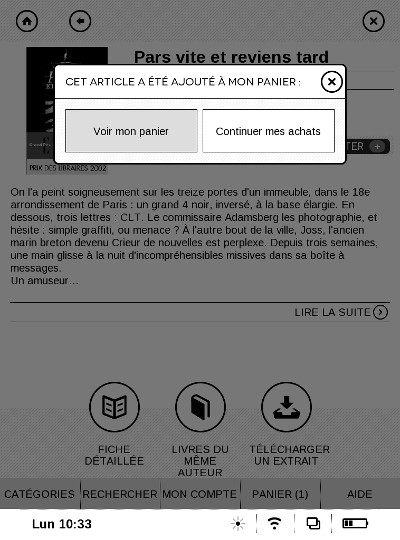 Pars vite et reviens tard
CET ARTICLE A ÉTÉ AJOUTÉ À MON PANIER :
Voir mon panier
Continuer mes achats
TER
PRIX DES LIBRAIRES 2002
On l'a peint soigneusement sur les treize portes d'un immeuble, dans le 18e
arrondissement de Paris : un grand 4 noir, inversé, à la base élargie. En
dessous, trois lettres : CLT. Le commissaire Adamsberg les photographie, et
hésite : simple graffiti, ou menace ? À l'autre bout de la ville, Joss, l'ancien
marin breton devenu Crieur de nouvelles est perplexe. Depuis trois semaines,
une main glisse à la nuit d'incompréhensibles missives dans sa boîte à
messages.
Un amuseur…
LIRE LA SUITE
FICHE
DÉTAILLÉE
LIVRES DU
MÊME
AUTEUR
TÉLÉCHARGER
UN EXTRAIT
CATÉGORIES
RECHERCHER
MON COMPTE
PANIER (1)
AIDE
Lun 10:33